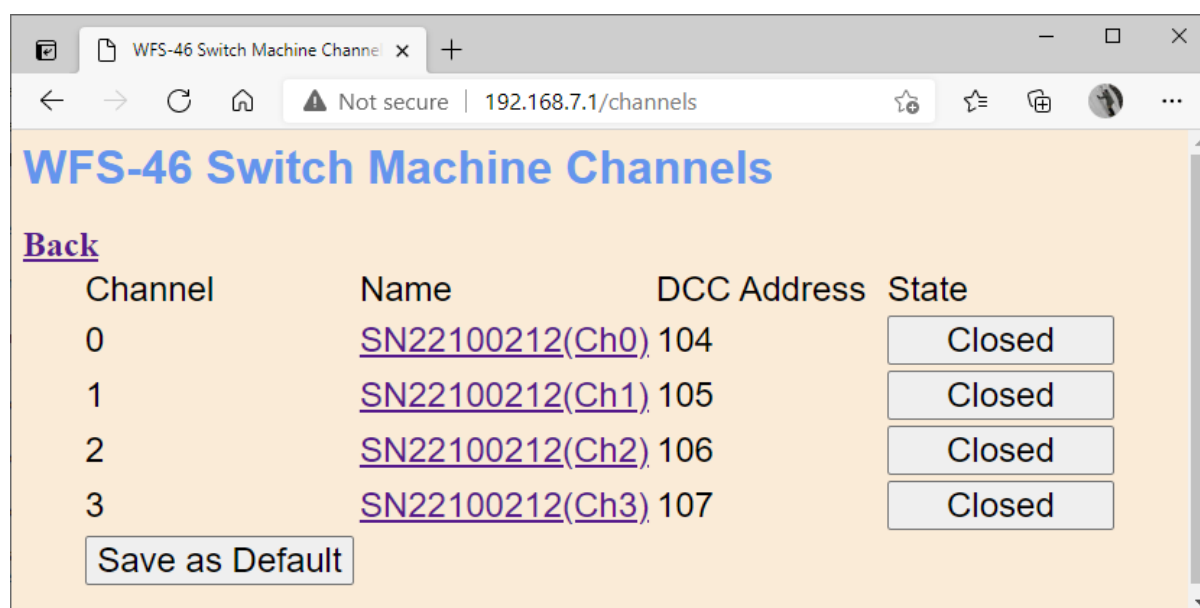 WFS-46 Switch Machine Channel
Not secure | 192.168.7.1/channels
WFS-46 Switch Machine Channels
Back
Channel Name DCC Address State
0 SN22100212(Ch0) 104 Closed
1 SN22100212(Ch1) 105 Closed
2 SN22100212(Ch2) 106 Closed
3 SN22100212(Ch3) 107 Closed
Save as Default